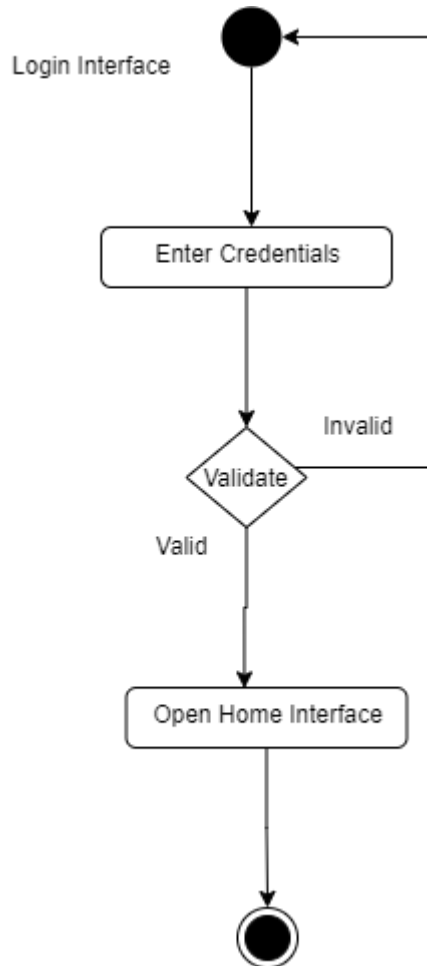 Login Interface
Enter Credentials
Invalid
Validate
Valid
Open Home Interface